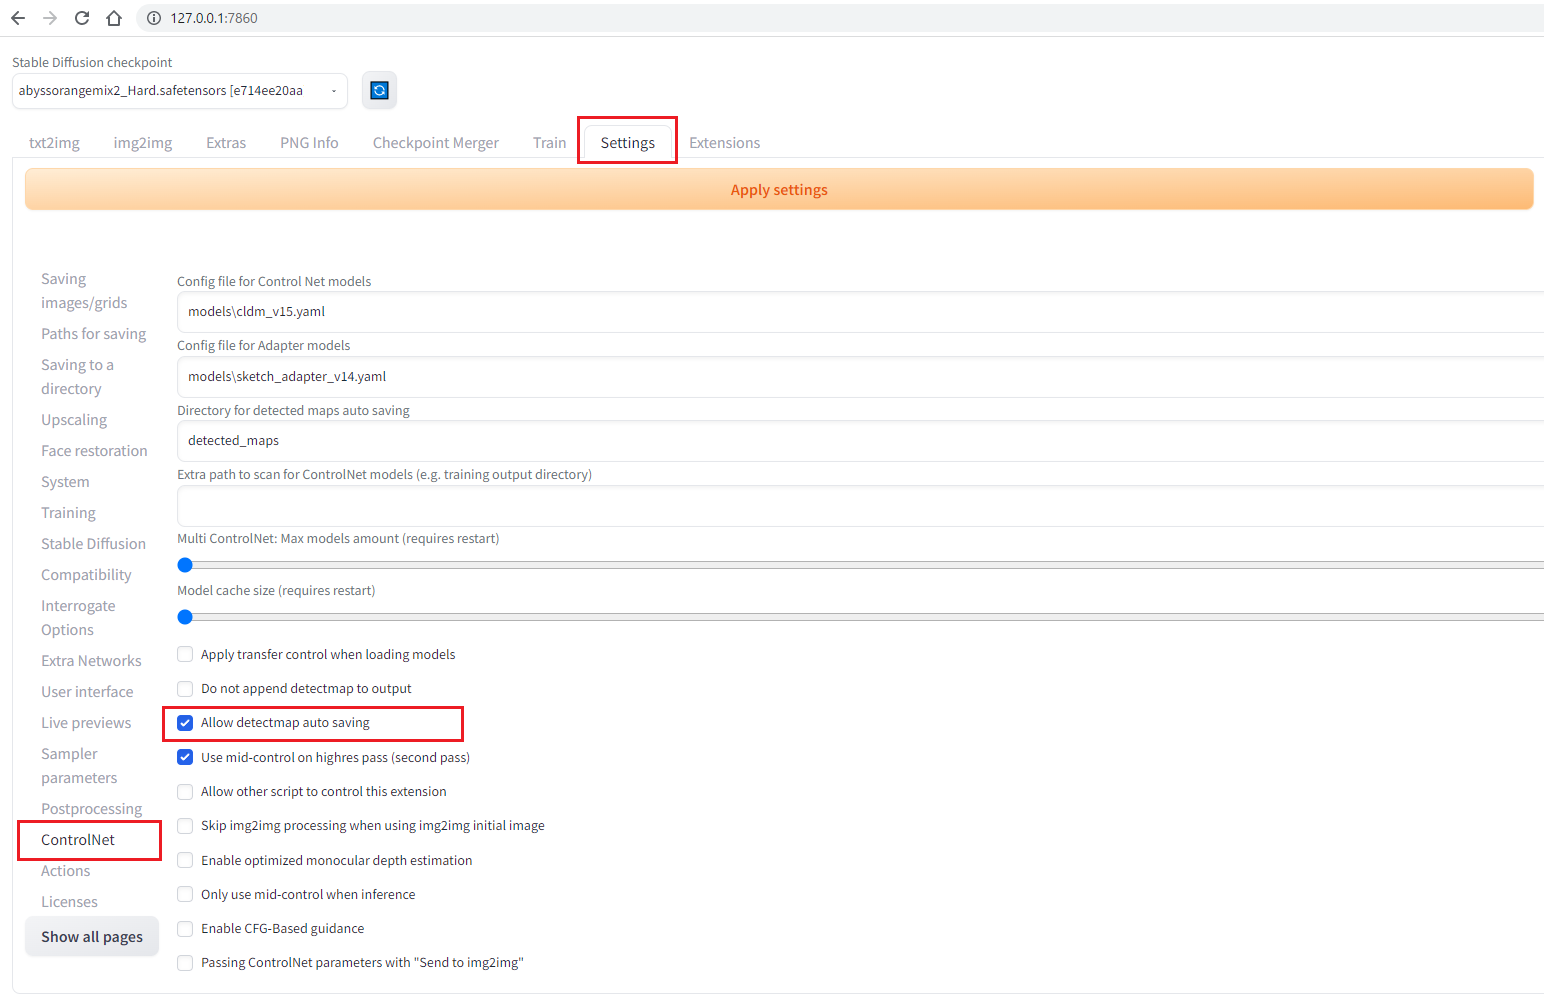 127.0.0.1:7860
Stable Diffusion checkpoint
abyssorangemix2_Hard.safetensors [e714ee20aa
txt2img img2img Extras PNG Info Checkpoint Merger Train Settings Extensions
Apply settings
Saving
images/grids
Paths for saving
Saving to a
directory
Upscaling
Face restoration
System
Training
Stable Diffusion
Compatibility
Interrogate
Options
Extra Networks
User interface
Live previews
Sampler
parameters
Postprocessing
ControlNet
Actions
Licenses
Show all pages
Config file for Control Net models
models\cldm_v15.yaml
Config file for Adapter models
models\sketch_adapter_v14.yaml
Directory for detected maps auto saving
detected_maps
Extra path to scan for ControlNet models (e.g. training output directory)
Multi ControlNet: Max models amount (requires restart)
Model cache size (requires restart)
Apply transfer control when loading models
Do not append detectmap to output
Allow detectmap auto saving
Use mid-control on highres pass (second pass)
Allow other script to control this extension
Skip img2img processing when using img2img initial image
Enable optimized monocular depth estimation
Only use mid-control when inference
Enable CFG-Based guidance
Passing ControlNet parameters with "Send to img2img"